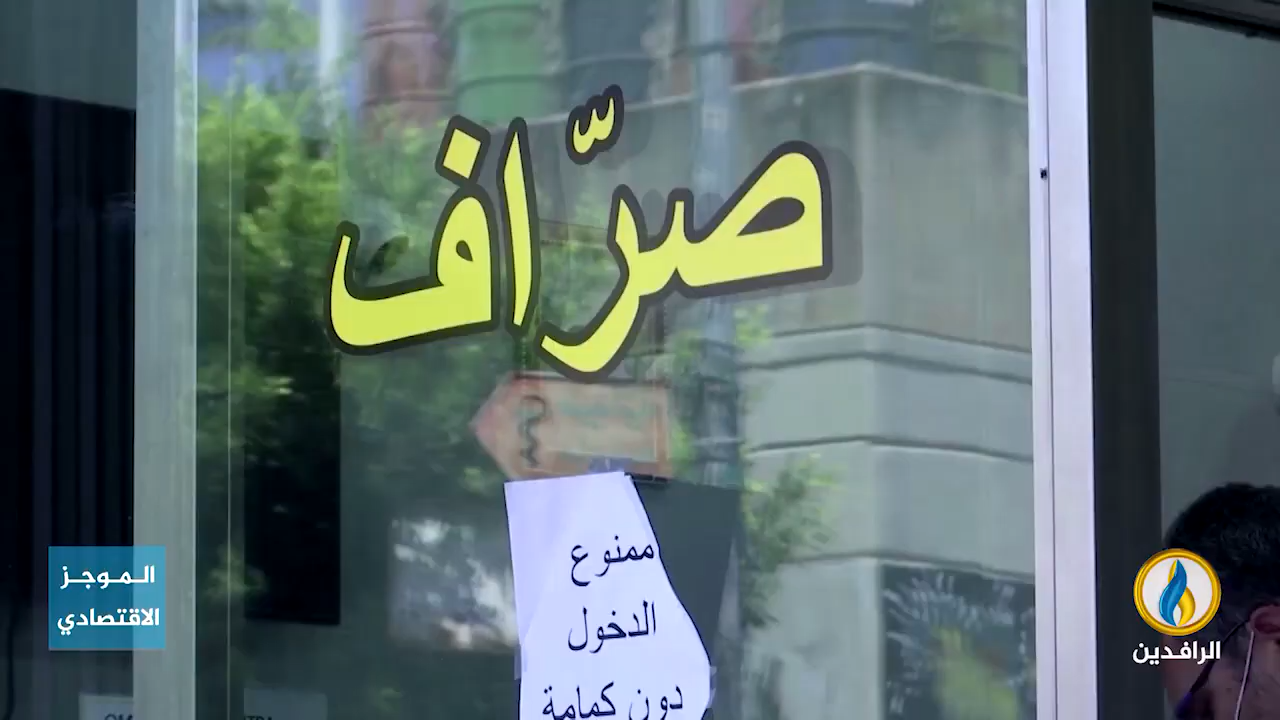 صرّاف
ممنوع
الدخول
دون كمامة
الموجز
الاقتصادي
الرافدين